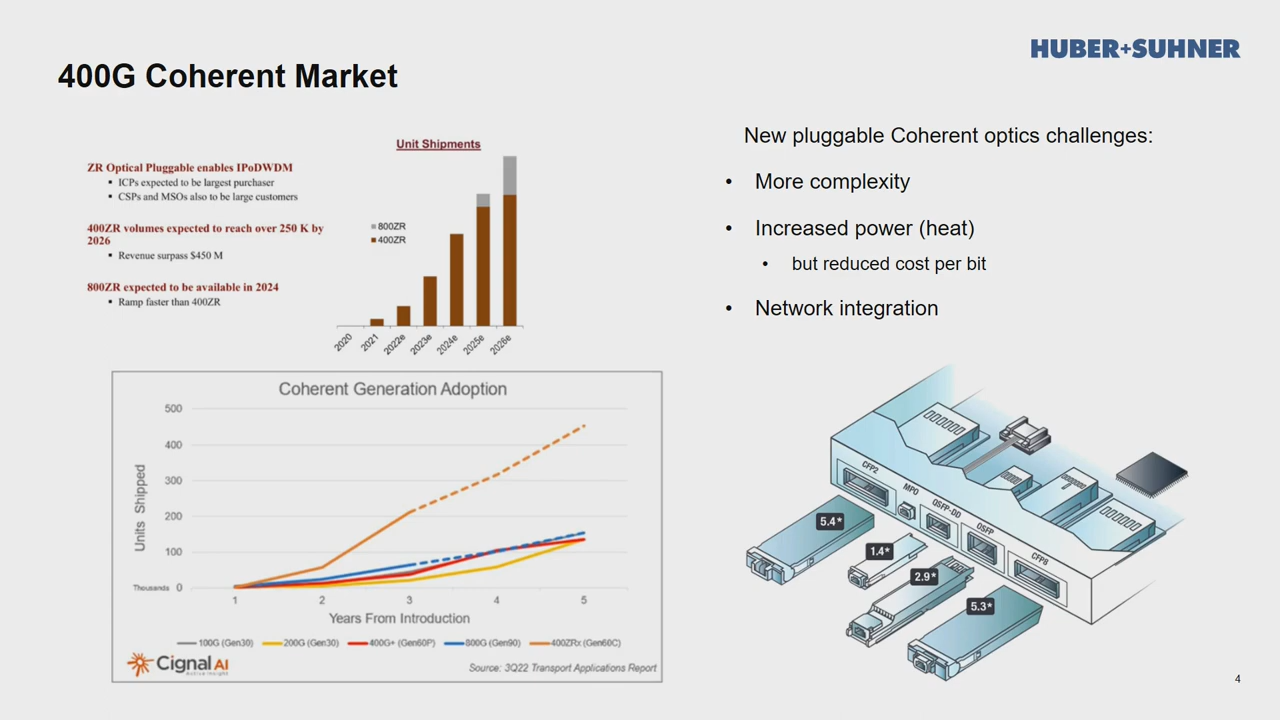 HUBER+SUHNER
400G Coherent Market
Unit Shipments
ZR Optical Pluggable enables IPoDWDM
▪ ICPs expected to be largest purchaser
▪ CSPs and MSOs also to be large customers
400ZR volumes expected to reach over 250 K by
2026
▪ Revenue surpass $450 M
800ZR expected to be available in 2024
▪ Ramp faster than 400ZR
800ZR
400ZR
2020
2021
2022e
2023e
2024e
2025e
2026e
New pluggable Coherent optics challenges:
• More complexity
• Increased power (heat)
• but reduced cost per bit
• Network integration
Coherent Generation Adoption
Units Shipped
500
400
300
200
100
Thousands 0
1 2 3 4 5
Years From Introduction
100G (Gen30) 200G (Gen30) 400G+ (Gen60P) 800G (Gen90) 400ZRx (Gen60C)
Cignal AI
Active Insight
Source: 3Q22 Transport Applications Report
CFP2
MPO
QSFP-DD
OSFP
CFP8
5.4*
1.4*
2.9*
5.3*
4